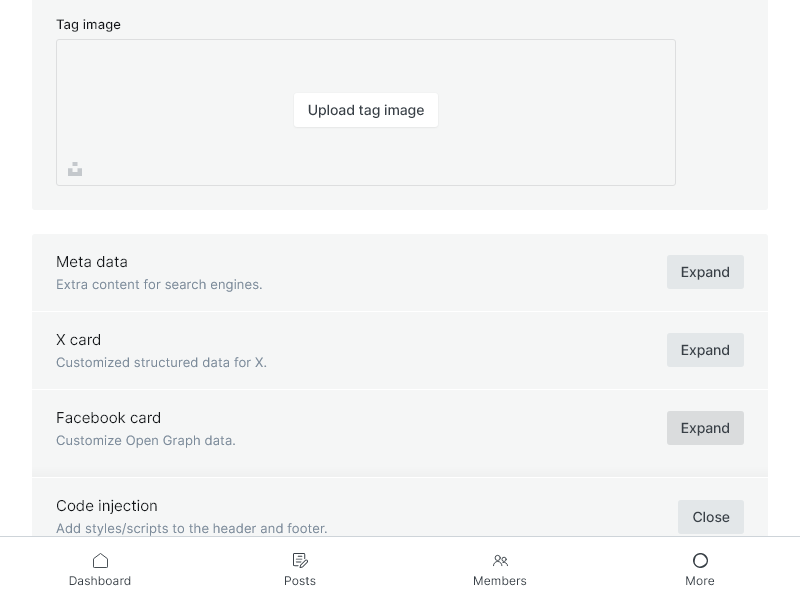 Tag image
Upload tag image
Meta data
Extra content for search engines.
Expand
X card
Customized structured data for X.
Expand
Facebook card
Customize Open Graph data.
Expand
Code injection
Add styles/scripts to the header and footer.
Close
Dashboard
Posts
Members
More